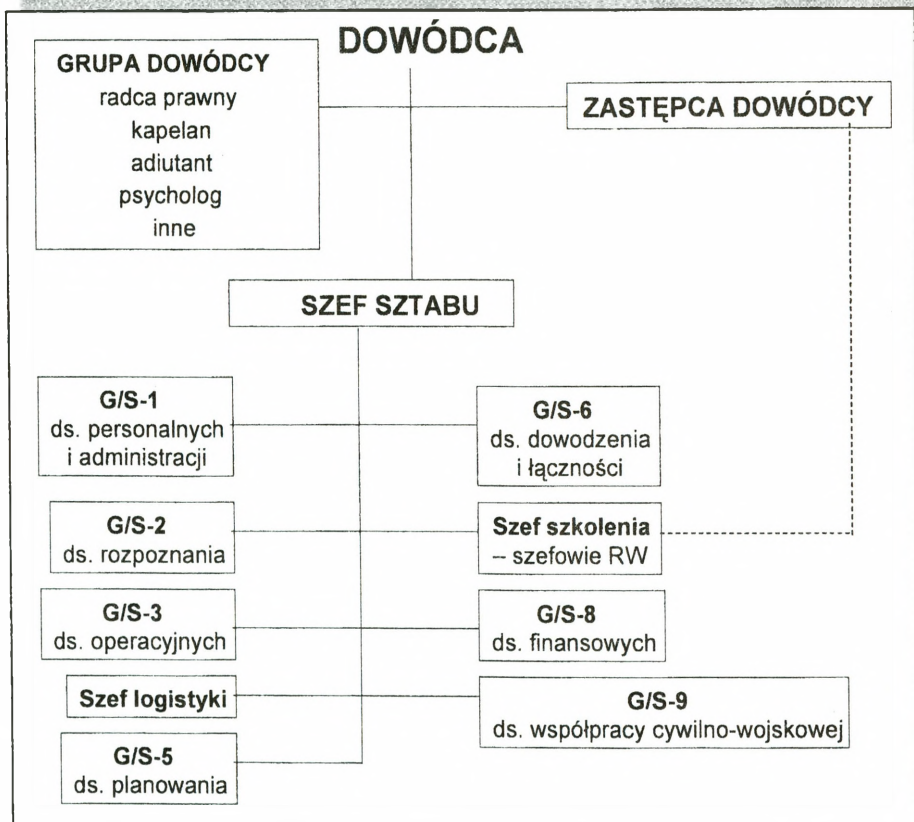 DOWÓDCA
GRUPA DOWÓDCY
radca prawny
kapelan
adiutant
psycholog
inne
ZASTĘPCA DOWÓDCY
SZEF SZTABU
G/S-1
ds. personalnych
i administracji
G/S-6
ds. dowodzenia
i łączności
G/S-2
ds. rozpoznania
Szef szkolenia
– szefowie RW
G/S-3
ds. operacyjnych
G/S-8
ds. finansowych
Szef logistyki
G/S-9
ds. współpracy cywilno-wojskowej
G/S-5
ds. planowania